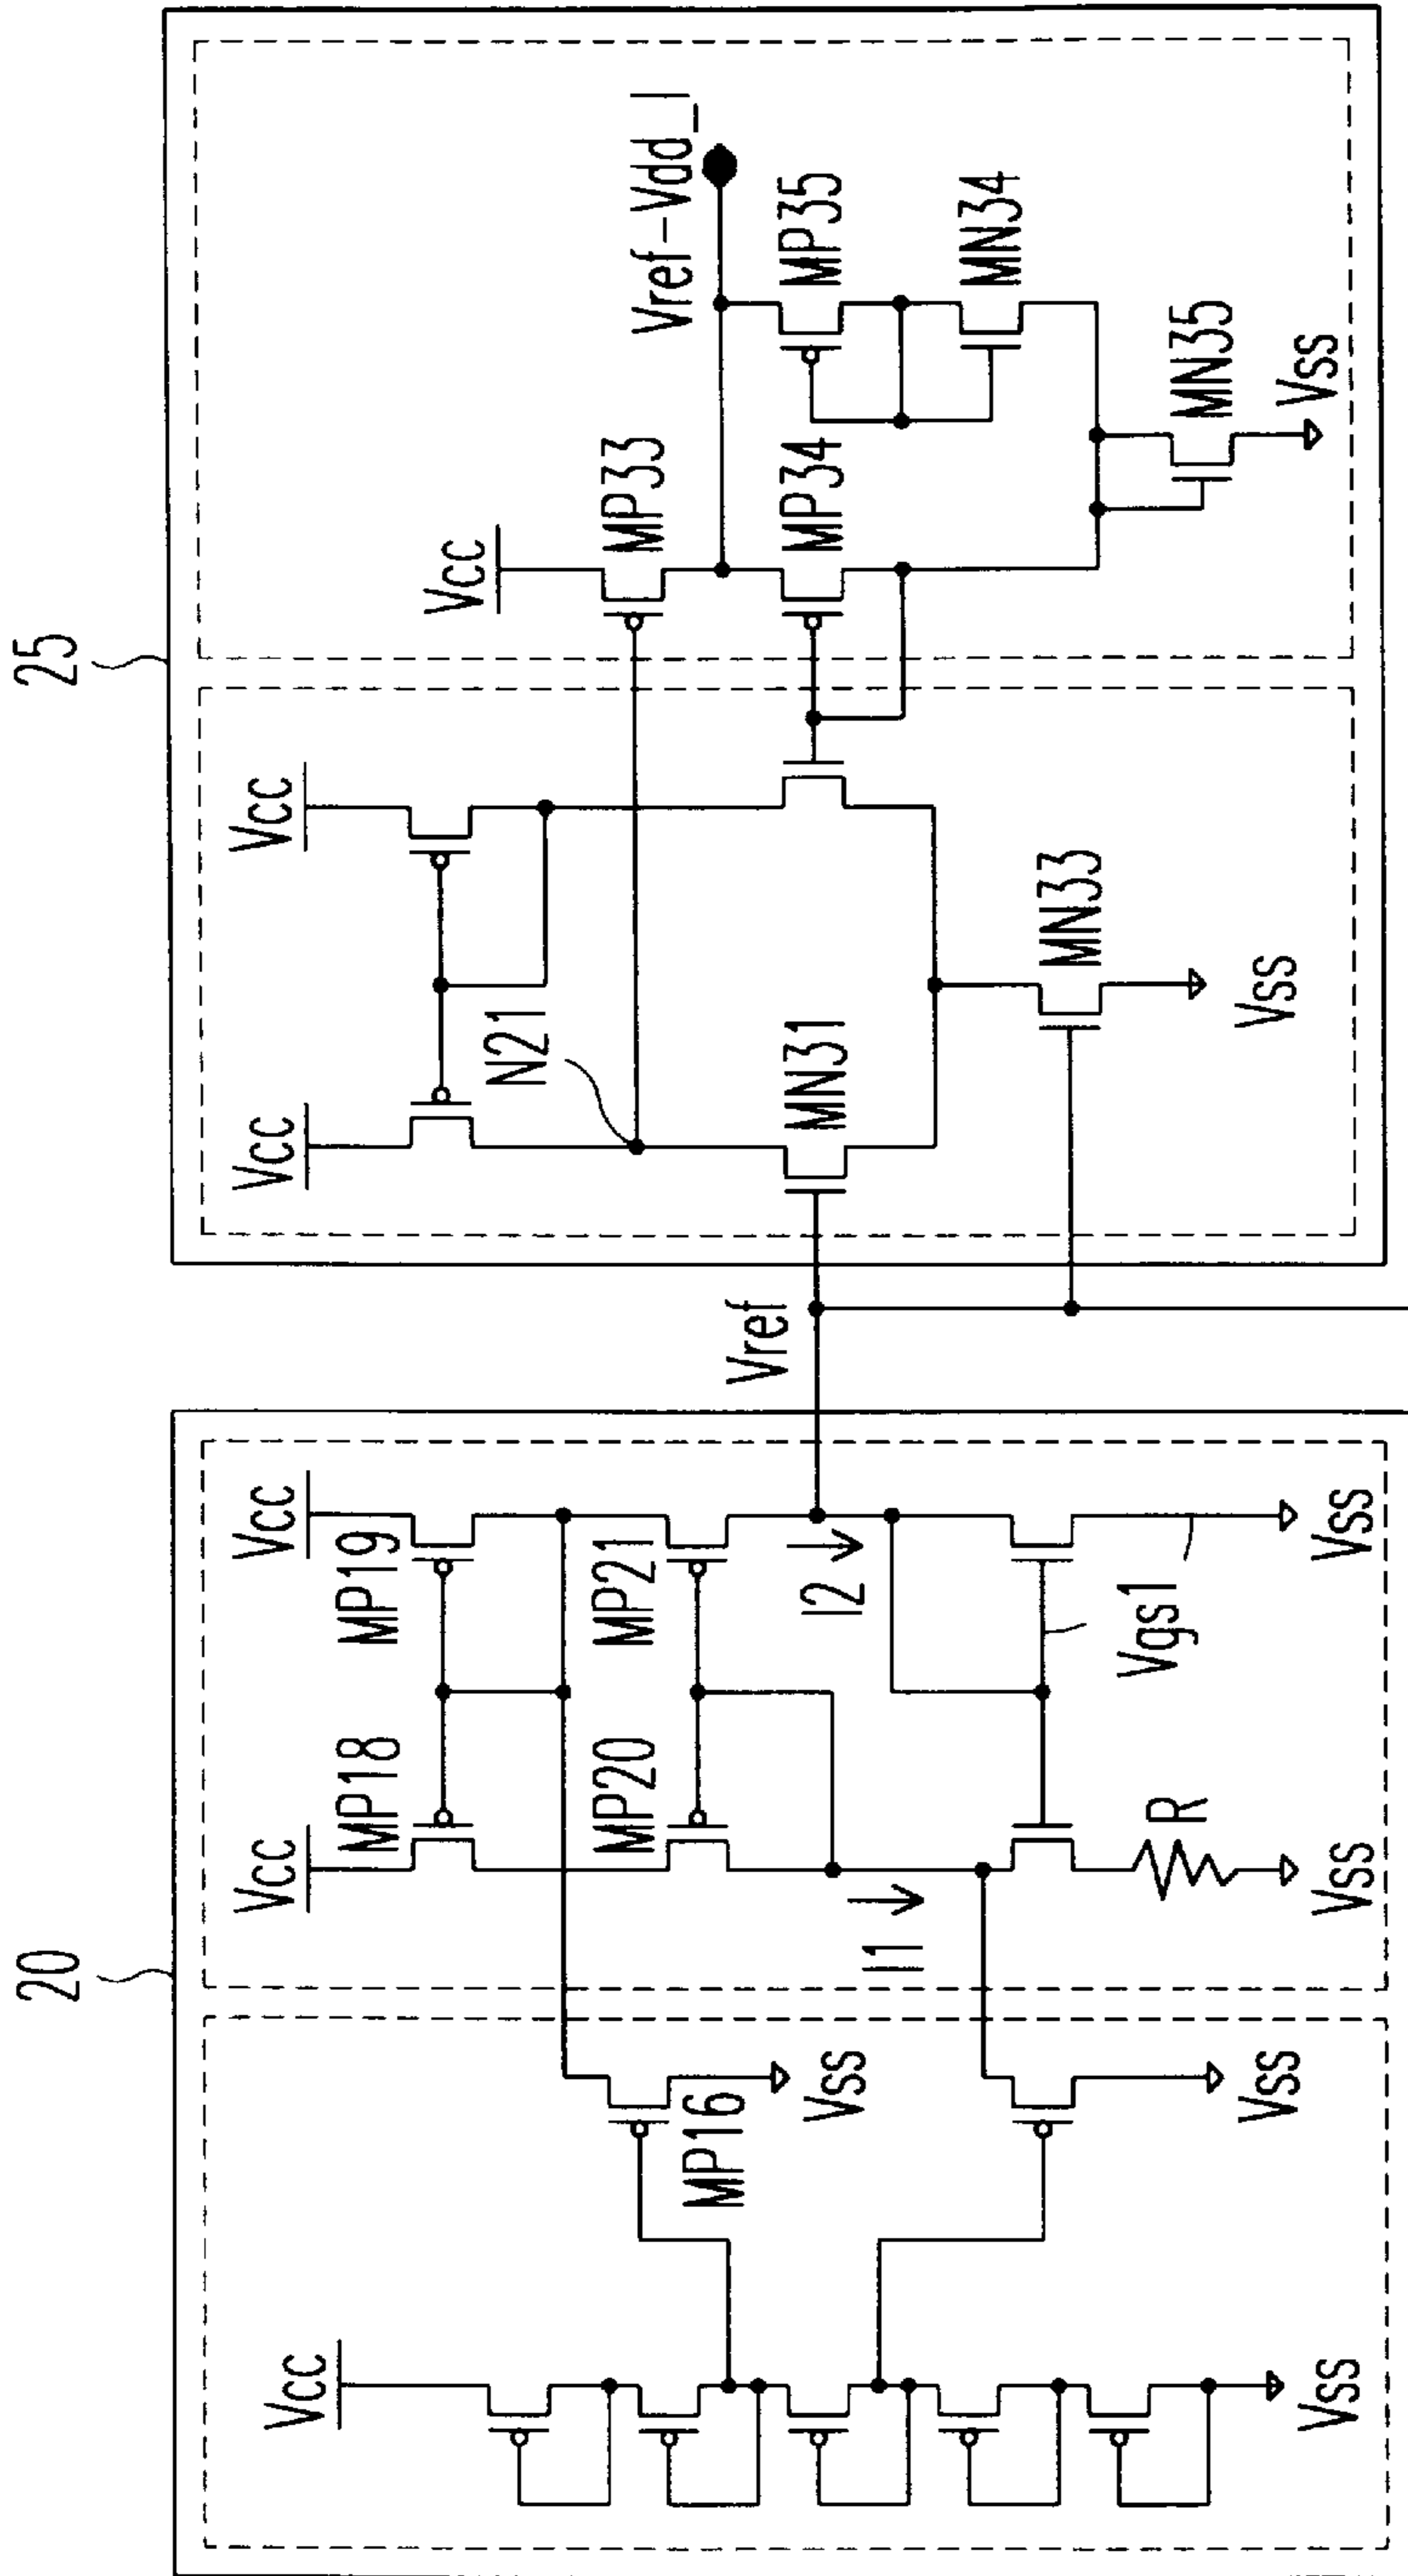 20
25
Vcc
Vcc
Vcc
Vcc
Vcc
Vcc
MP18
MP19
MP16
MP20
MP21
I1
I2
R
Vgs1
Vss
Vss
Vss
Vss
Vss
Vref
N21
MN31
MN33
Vss
MP33
MP34
Vref-Vdd_I
MP35
MN34
MN35
Vss